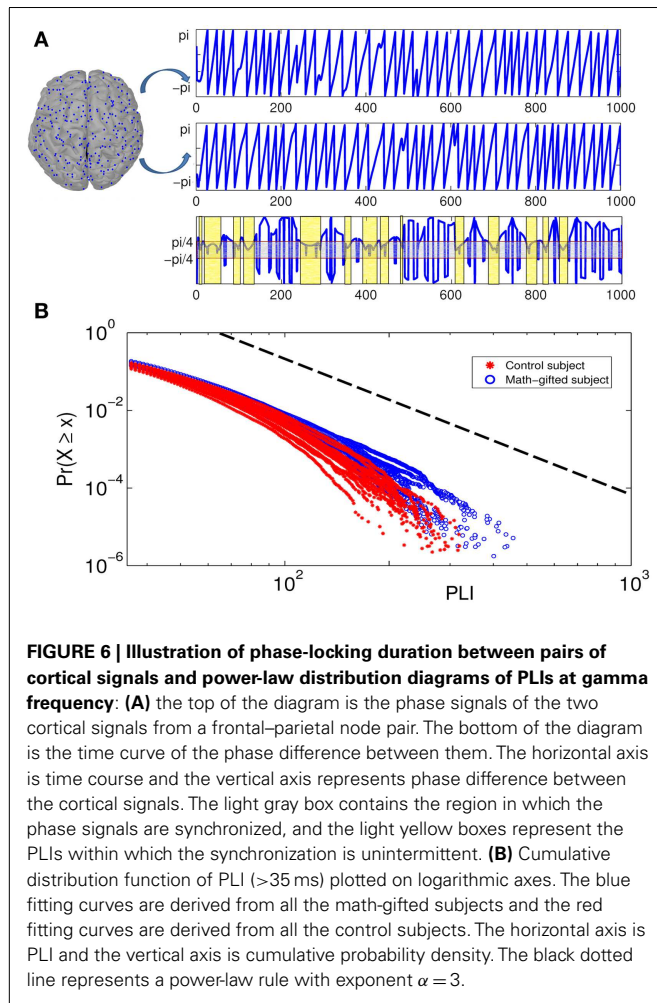 A
pi
−pi
0 200 400 600 800 1000
pi
−pi
0 200 400 600 800 1000
pi/4
−pi/4
0 200 400 600 800 1000
B
10^0
10^−2
10^−4
10^−6
Pr(X ≥ x)
Control subject
Math-gifted subject
10^2
10^3
PLI
FIGURE 6 | Illustration of phase-locking duration between pairs of
cortical signals and power-law distribution diagrams of PLIs at gamma
frequency: (A) the top of the diagram is the phase signals of the two
cortical signals from a frontal–parietal node pair. The bottom of the diagram
is the time curve of the phase difference between them. The horizontal axis
is time course and the vertical axis represents phase difference between
the cortical signals. The light gray box contains the region in which the
phase signals are synchronized, and the light yellow boxes represent the
PLIs within which the synchronization is unintermittent. (B) Cumulative
distribution function of PLI (>35 ms) plotted on logarithmic axes. The blue
fitting curves are derived from all the math-gifted subjects and the red
fitting curves are derived from all the control subjects. The horizontal axis is
PLI and the vertical axis is cumulative probability density. The black dotted
line represents a power-law rule with exponent α = 3.